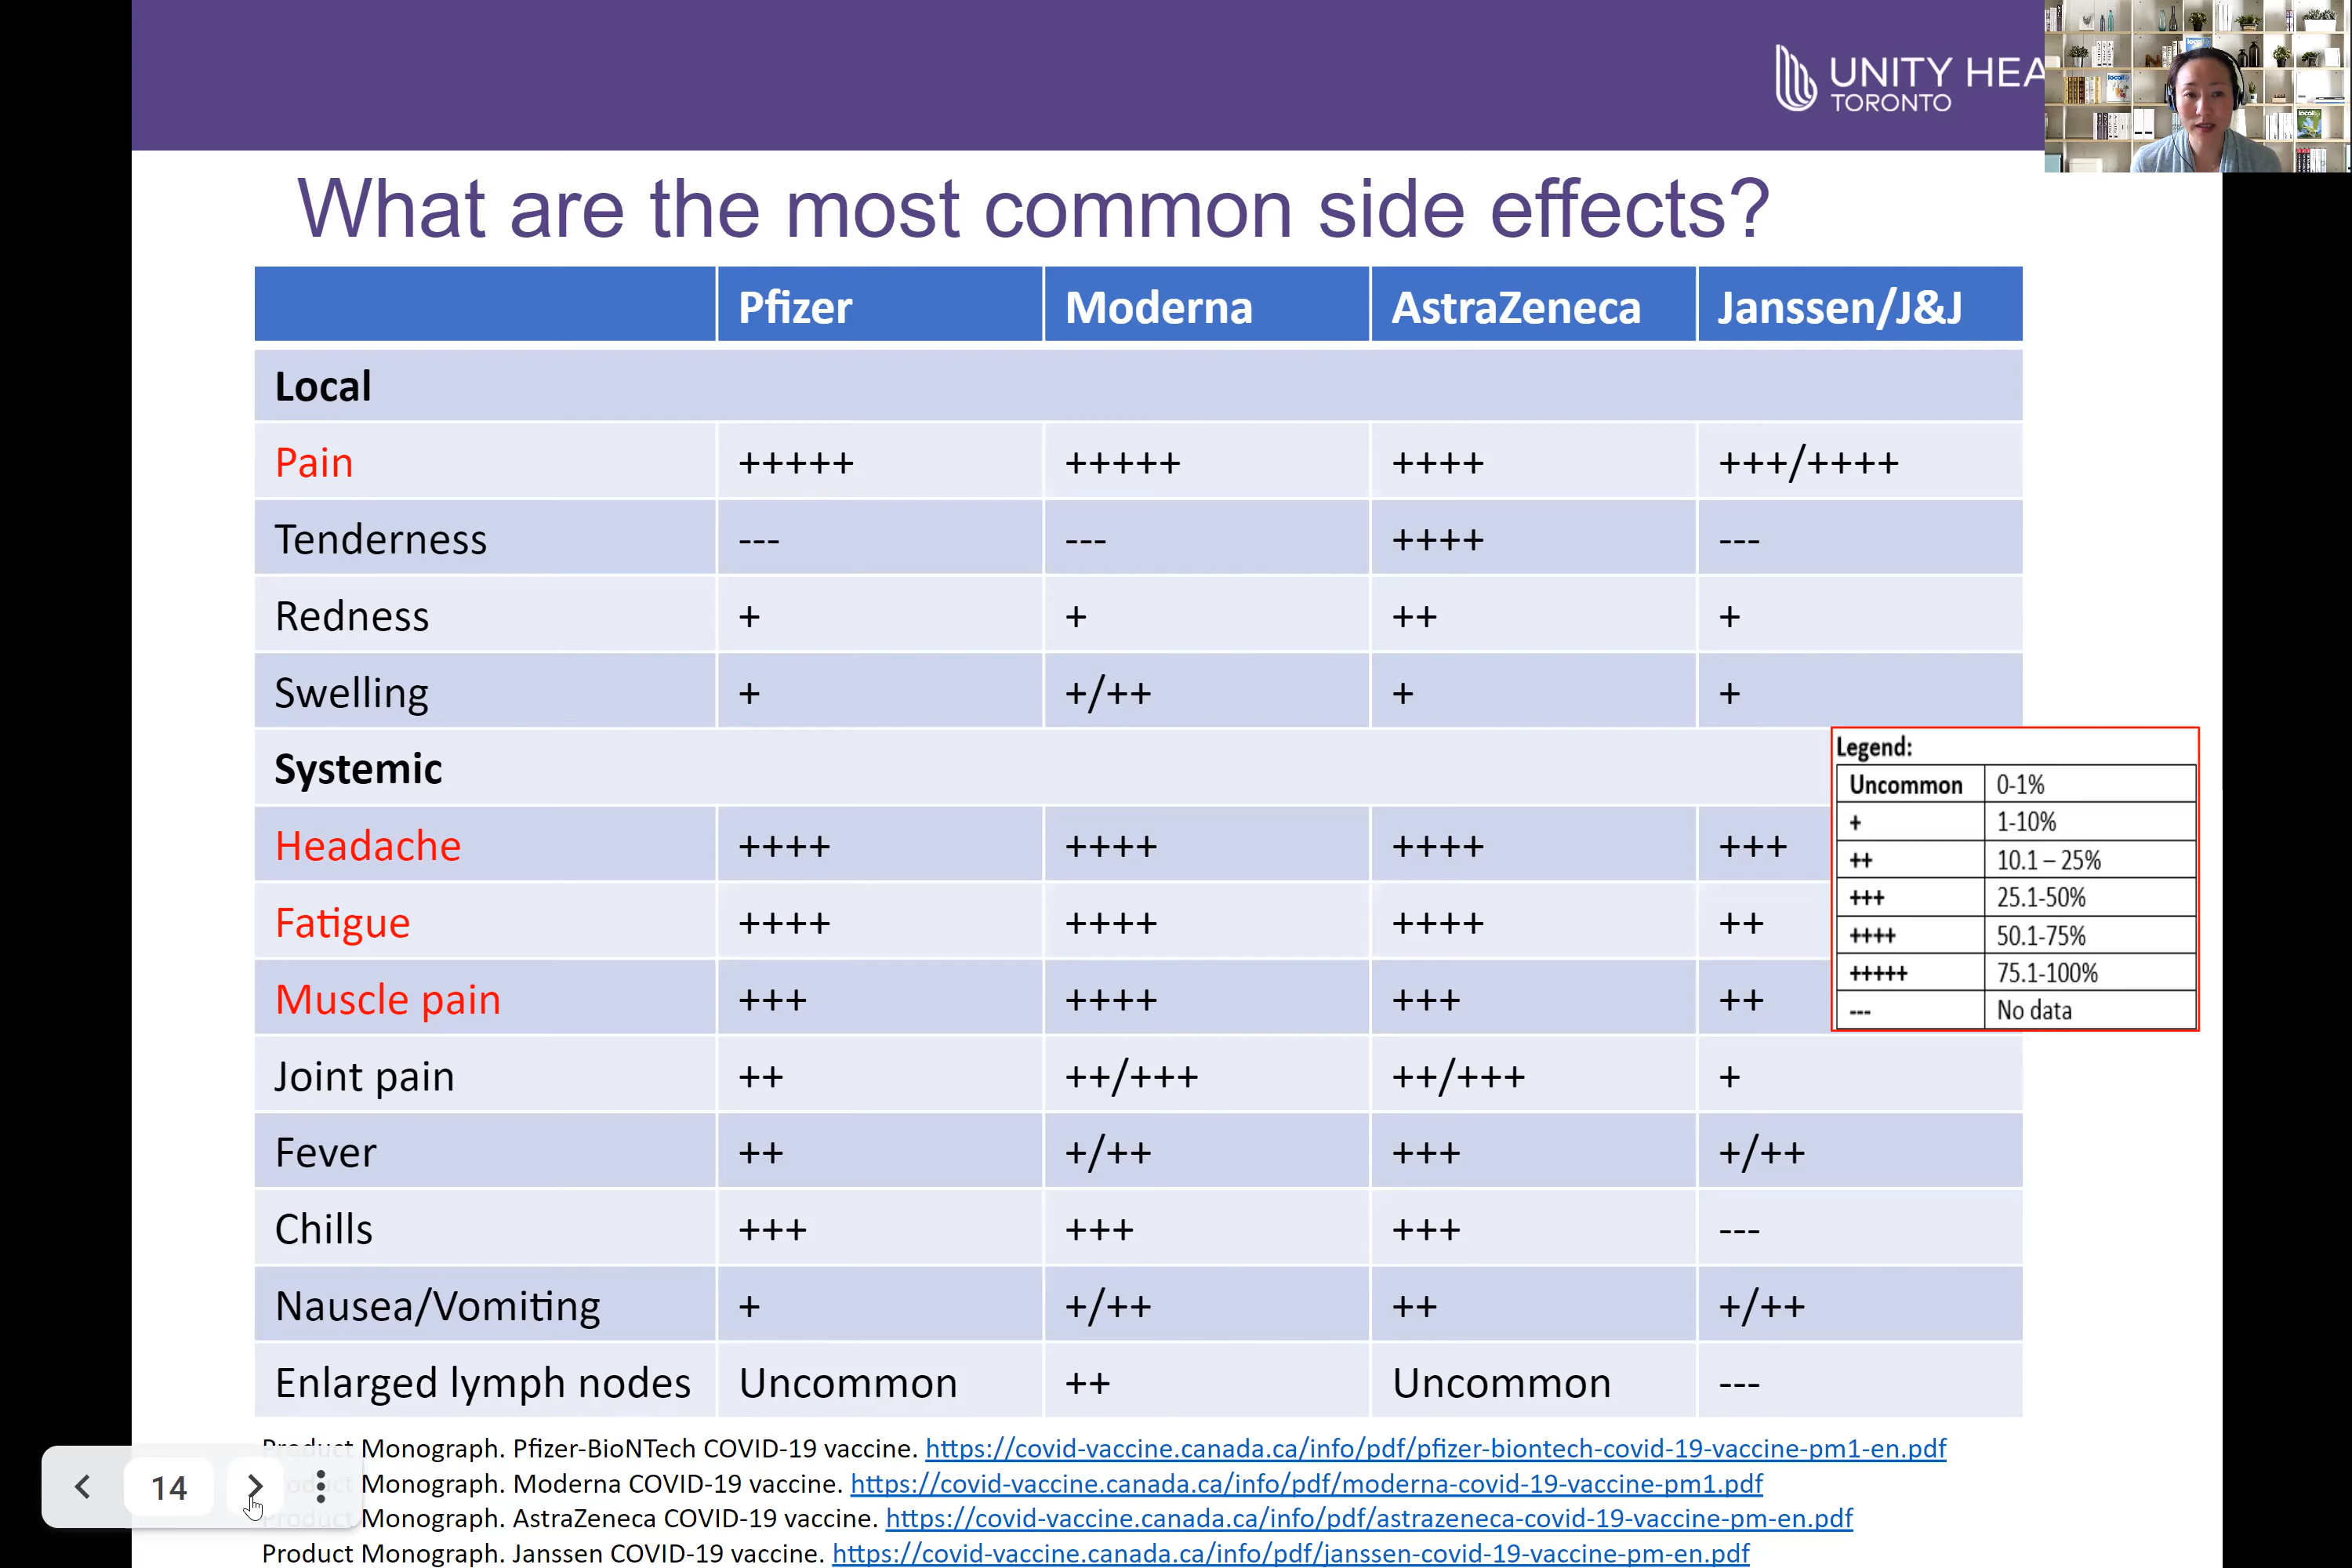 UNITY HEA
TORONTO
What are the most common side effects?
Pfizer Moderna AstraZeneca Janssen/J&J
Local
Pain +++++ +++++ ++++ +++/++++
Tenderness --- --- ++++ ---
Redness + + ++ +
Swelling + +/++ + +
Systemic
Headache ++++ ++++ ++++ +++
Fatigue ++++ ++++ ++++ ++
Muscle pain +++ ++++ +++ ++
Joint pain ++ ++/+++ ++/+++ +
Fever ++ +/++ +++ +/++
Chills +++ +++ +++ ---
Nausea/Vomiting + +/++ ++ +/++
Enlarged lymph nodes Uncommon ++ Uncommon ---
Legend:
Uncommon 0-1%
+ 1-10%
++ 10.1 – 25%
+++ 25.1-50%
++++ 50.1-75%
+++++ 75.1-100%
--- No data
Product Monograph. Pfizer-BioNTech COVID-19 vaccine. https://covid-vaccine.canada.ca/info/pdf/pfizer-biontech-covid-19-vaccine-pm1-en.pdf
Monograph. Moderna COVID-19 vaccine. https://covid-vaccine.canada.ca/info/pdf/moderna-covid-19-vaccine-pm1.pdf
Product Monograph. AstraZeneca COVID-19 vaccine. https://covid-vaccine.canada.ca/info/pdf/astrazeneca-covid-19-vaccine-pm-en.pdf
Product Monograph. Janssen COVID-19 vaccine. https://covid-vaccine.canada.ca/info/pdf/janssen-covid-19-vaccine-pm-en.pdf
14